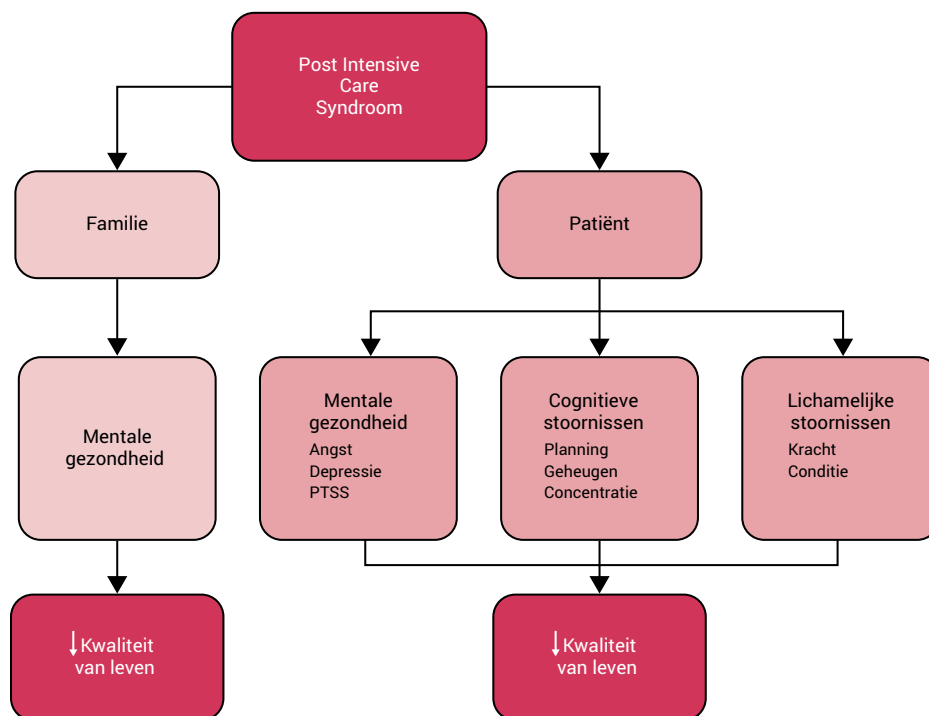 Post Intensive
Care
Syndroom
Familie
Patiënt
Mentale
gezondheid
Mentale
gezondheid
Angst
Depressie
PTSS
Cognitieve
stoornissen
Planning
Geheugen
Concentratie
Lichamelijke
stoornissen
Kracht
Conditie
↓Kwaliteit
van leven
↓Kwaliteit
van leven